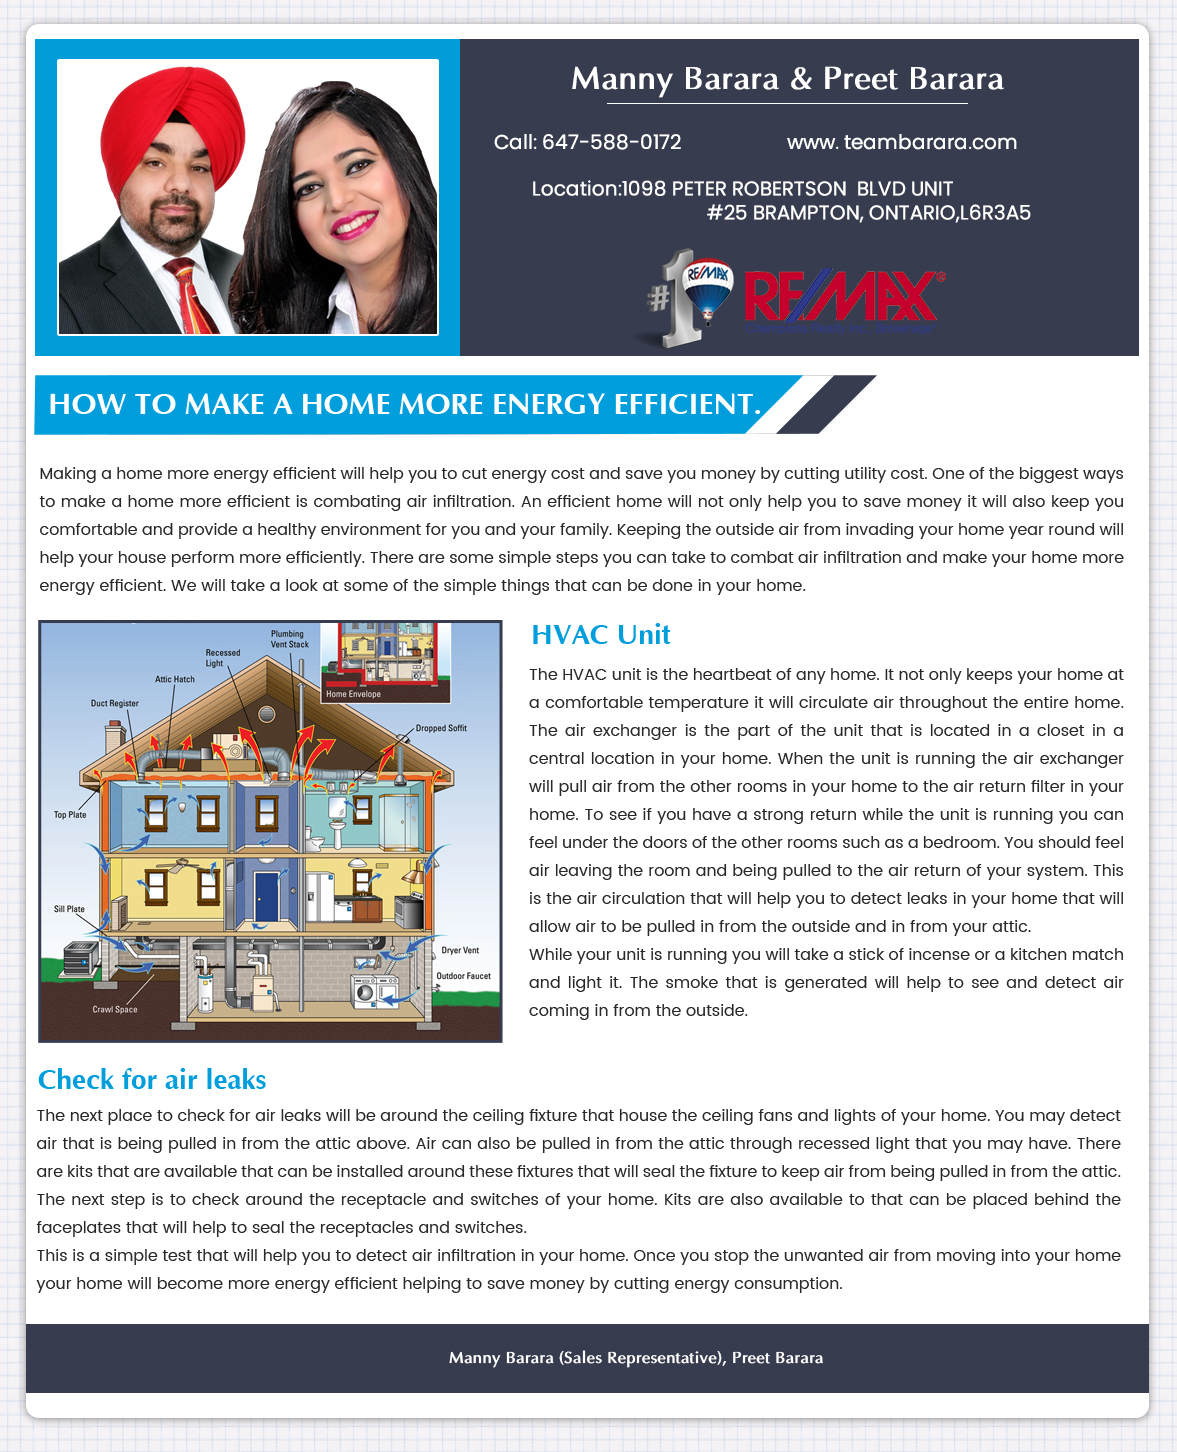 Manny Barara & Preet Barara
Call: 647-588-0172
www. teambarara.com
Location:1098 PETER ROBERTSON BLVD UNIT
#25 BRAMPTON, ONTARIO,L6R3A5
#1
RE/MAX
RE/MAX®
HOW TO MAKE A HOME MORE ENERGY EFFICIENT.
Making a home more energy efficient will help you to cut energy cost and save you money by cutting utility cost. One of the biggest ways
to make a home more efficient is combating air infiltration. An efficient home will not only help you to save money it will also keep you
comfortable and provide a healthy environment for you and your family. Keeping the outside air from invading your home year round will
help your house perform more efficiently. There are some simple steps you can take to combat air infiltration and make your home more
energy efficient. We will take a look at some of the simple things that can be done in your home.
Plumbing
Vent Stack
Recessed
Light
Attic Hatch
Duct Register
Home Envelope
Dropped Soffit
Top Plate
Sill Plate
Dryer Vent
Outdoor Faucet
Crawl Space
HVAC Unit
The HVAC unit is the heartbeat of any home. It not only keeps your home at
a comfortable temperature it will circulate air throughout the entire home.
The air exchanger is the part of the unit that is located in a closet in a
central location in your home. When the unit is running the air exchanger
will pull air from the other rooms in your home to the air return filter in your
home. To see if you have a strong return while the unit is running you can
feel under the doors of the other rooms such as a bedroom. You should feel
air leaving the room and being pulled to the air return of your system. This
is the air circulation that will help you to detect leaks in your home that will
allow air to be pulled in from the outside and in from your attic.
While your unit is running you will take a stick of incense or a kitchen match
and light it. The smoke that is generated will help to see and detect air
coming in from the outside.
Check for air leaks
The next place to check for air leaks will be around the ceiling fixture that house the ceiling fans and lights of your home. You may detect
air that is being pulled in from the attic above. Air can also be pulled in from the attic through recessed light that you may have. There
are kits that are available that can be installed around these fixtures that will seal the fixture to keep air from being pulled in from the attic.
The next step is to check around the receptacle and switches of your home. Kits are also available to that can be placed behind the
faceplates that will help to seal the receptacles and switches.
This is a simple test that will help you to detect air infiltration in your home. Once you stop the unwanted air from moving into your home
your home will become more energy efficient helping to save money by cutting energy consumption.
Manny Barara (Sales Representative), Preet Barara